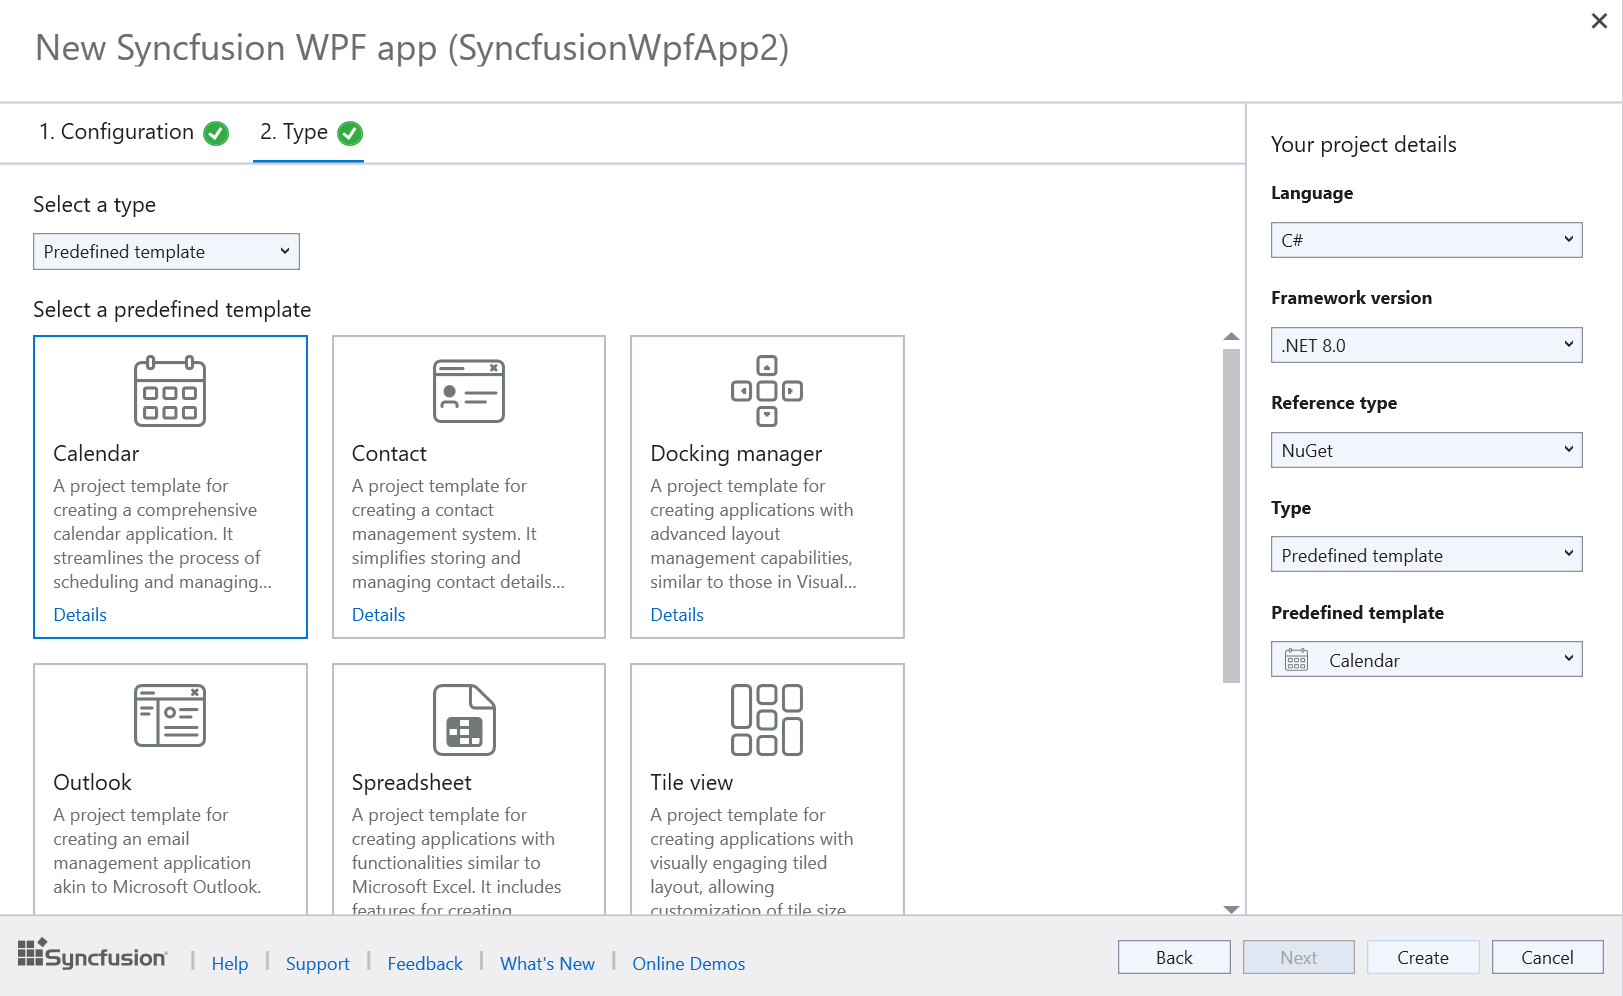 New Syncfusion WPF app (SyncfusionWpfApp2)
1. Configuration
2. Type
Select a type
Predefined template
Select a predefined template
Calendar
A project template for
creating a comprehensive
calendar application. It
streamlines the process of
scheduling and managing...
Details
Contact
A project template for
creating a contact
management system. It
simplifies storing and
managing contact details...
Details
Docking manager
A project template for
creating applications with
advanced layout
management capabilities,
similar to those in Visual...
Details
Outlook
A project template for
creating an email
management application
akin to Microsoft Outlook.
Spreadsheet
A project template for
creating applications with
functionalities similar to
Microsoft Excel. It includes
features for creating,
Tile view
A project template for
creating applications with
visually engaging tiled
layout, allowing
customization of tile size,
Your project details
Language
C#
Framework version
.NET 8.0
Reference type
NuGet
Type
Predefined template
Predefined template
Calendar
Syncfusion
Help
Support
Feedback
What's New
Online Demos
Back
Next
Create
Cancel